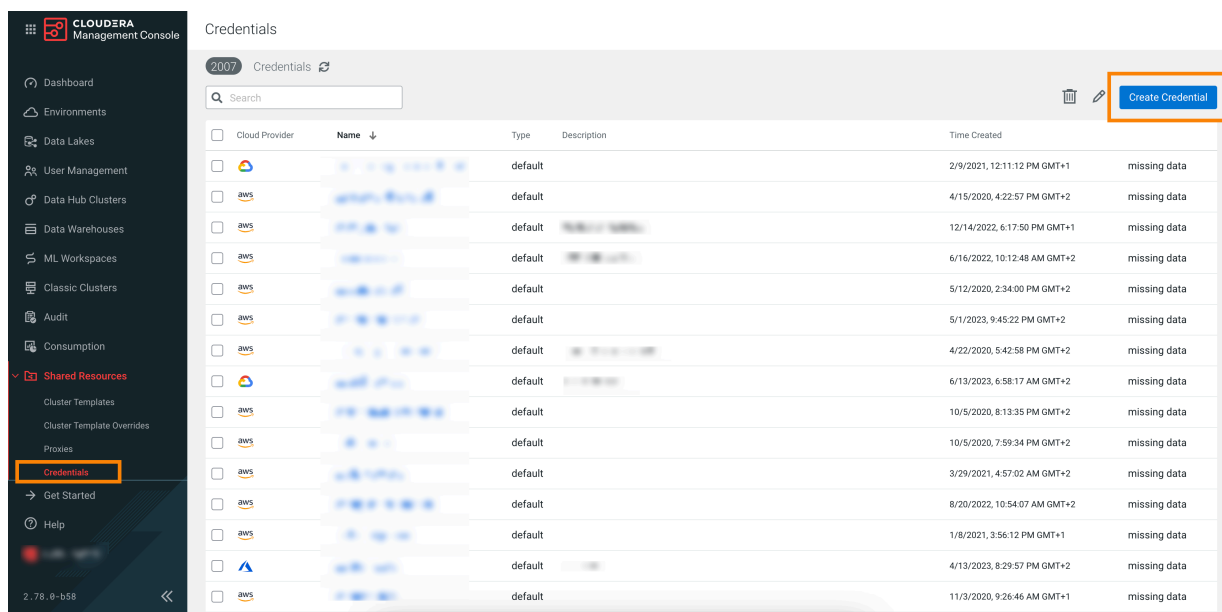 CLOUDERA
Management Console
Dashboard
Environments
Data Lakes
User Management
Data Hub Clusters
Data Warehouses
ML Workspaces
Classic Clusters
Audit
Consumption
Shared Resources
Cluster Templates
Cluster Template Overrides
Proxies
Credentials
Get Started
Help
2.78.0-b58
Credentials
2007 Credentials
Search
Create Credential
Cloud Provider Name Type Description Time Created
default 2/9/2021, 12:11:12 PM GMT+1 missing data
aws default 4/15/2020, 4:22:57 PM GMT+2 missing data
aws default 12/14/2022, 6:17:50 PM GMT+1 missing data
aws default 6/16/2022, 10:12:48 AM GMT+2 missing data
aws default 5/12/2020, 2:34:00 PM GMT+2 missing data
aws default 5/1/2023, 9:45:22 PM GMT+2 missing data
aws default 4/22/2020, 5:42:58 PM GMT+2 missing data
default 6/13/2023, 6:58:17 AM GMT+2 missing data
aws default 10/5/2020, 8:13:35 PM GMT+2 missing data
aws default 10/5/2020, 7:59:34 PM GMT+2 missing data
aws default 3/29/2021, 4:57:02 AM GMT+2 missing data
aws default 8/20/2022, 10:54:07 AM GMT+2 missing data
aws default 1/8/2021, 3:56:12 PM GMT+1 missing data
default 4/13/2023, 8:29:57 PM GMT+2 missing data
aws default 11/3/2020, 9:26:46 AM GMT+1 missing data